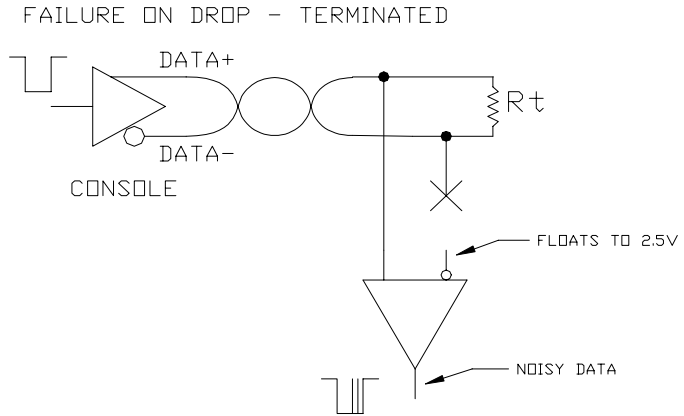 FAILURE ON DROP - TERMINATED
DATA+
Rt
DATA-
CONSOLE
FLOATS TO 2.5V
NOISY DATA